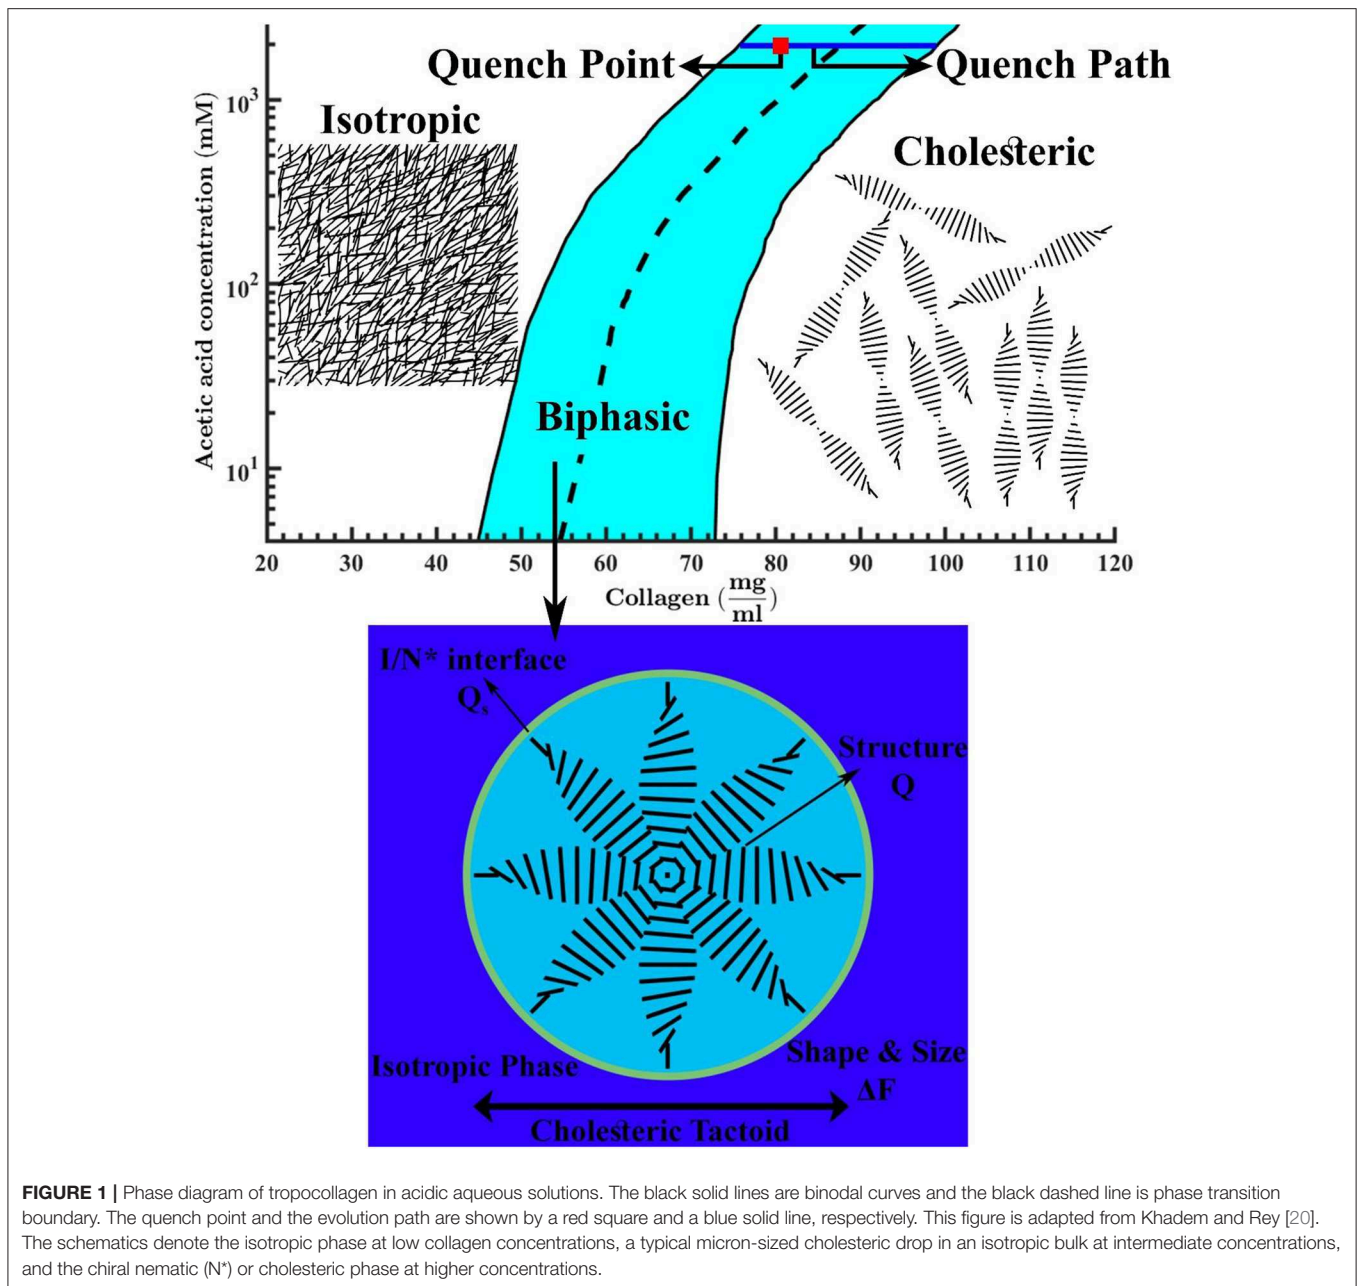 Quench Point
Quench Path
Isotropic
Cholesteric
Biphasic
Acetic acid concentration (mM)
10³
10²
10¹
20 30 40 50 60 70 80 90 100 110 120
Collagen (mg/ml)
I/N* interface
Qₛ
Structure
Q
Isotropic Phase
Shape & Size
ΔF
Cholesteric Tactoid
FIGURE 1 | Phase diagram of tropocollagen in acidic aqueous solutions. The black solid lines are binodal curves and the black dashed line is phase transition
boundary. The quench point and the evolution path are shown by a red square and a blue solid line, respectively. This figure is adapted from Khadem and Rey [20].
The schematics denote the isotropic phase at low collagen concentrations, a typical micron-sized cholesteric drop in an isotropic bulk at intermediate concentrations,
and the chiral nematic (N*) or cholesteric phase at higher concentrations.